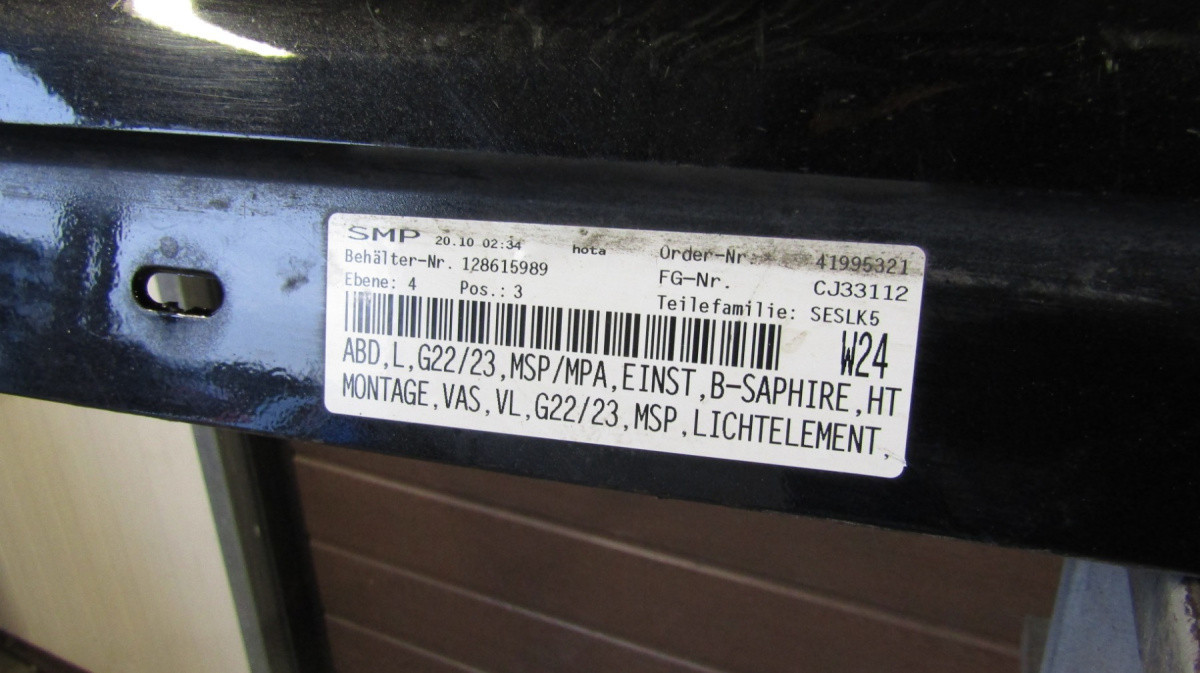 SMP 20.10 02:34 hota Order-Nr. 41995321
Behälter-Nr. 128615989 FG-Nr. CJ33112
Ebene: 4 Pos.: 3 Teilefamilie: SESLK5
W24
ABD,L,G22/23,MSP/MPA,EINST,B-SAPHIRE,HT
MONTAGE,VAS,VL,G22/23,MSP,LICHTELEMENT,